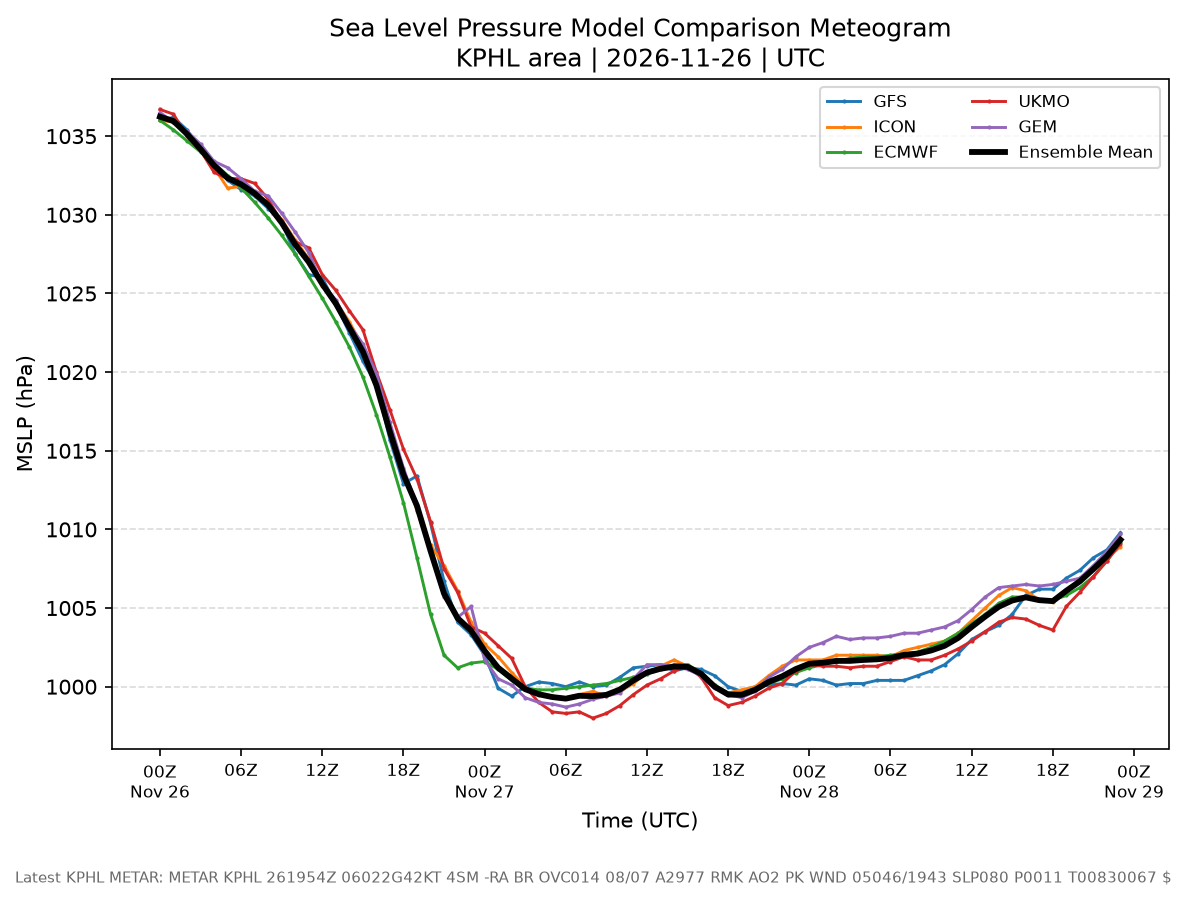 Sea Level Pressure Model Comparison Meteogram
KPHL area | 2026-11-26 | UTC
GFS
ICON
ECMWF
UKMO
GEM
Ensemble Mean
MSLP (hPa)
1035
1030
1025
1020
1015
1010
1005
1000
00Z 06Z 12Z 18Z 00Z 06Z 12Z 18Z 00Z 06Z 12Z 18Z 00Z
Nov 26 Nov 27 Nov 28 Nov 29
Time (UTC)
Latest KPHL METAR: METAR KPHL 261954Z 06022G42KT 4SM -RA BR OVC014 08/07 A2977 RMK AO2 PK WND 05046/1943 SLP080 P0011 T00830067 $